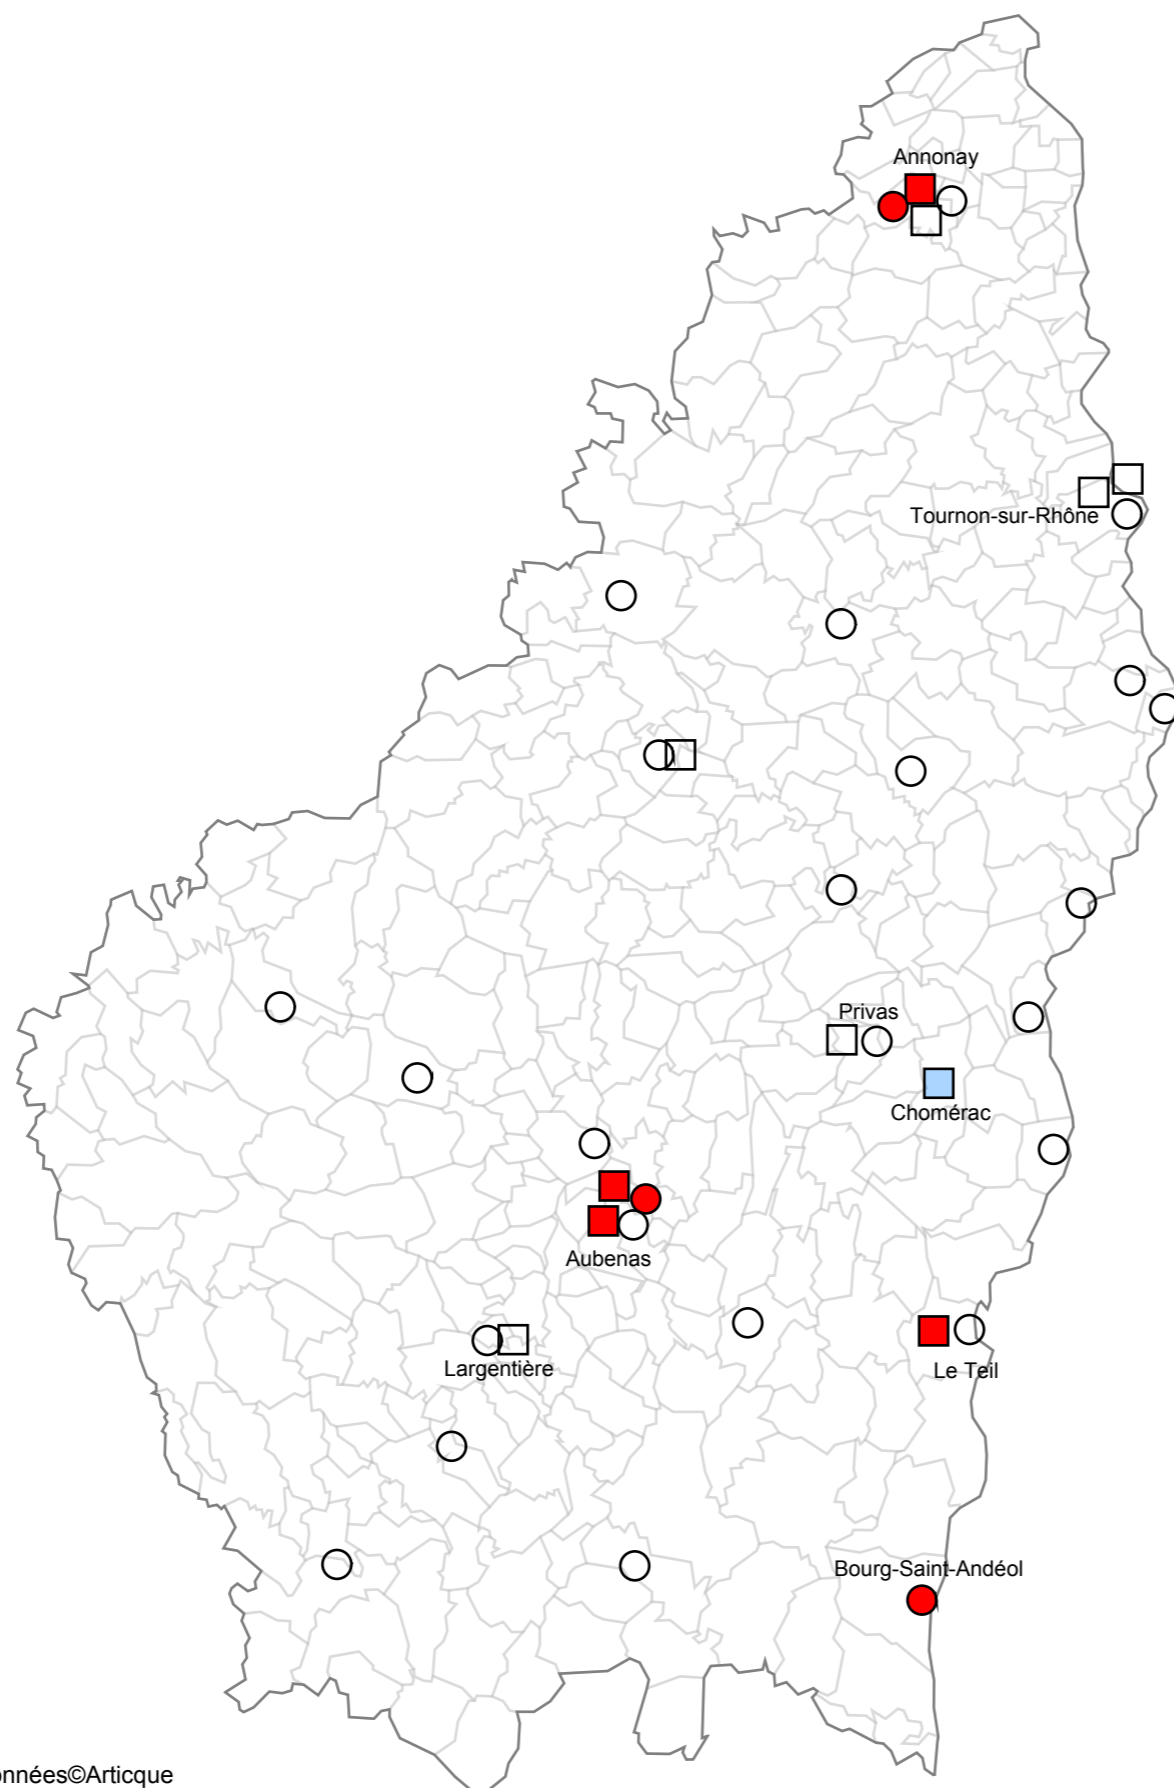 Annonay
Tournon-sur-Rhône
Privas
Chomérac
Aubenas
Largentière
Le Teil
Bourg-Saint-Andéol
onnées©Articque